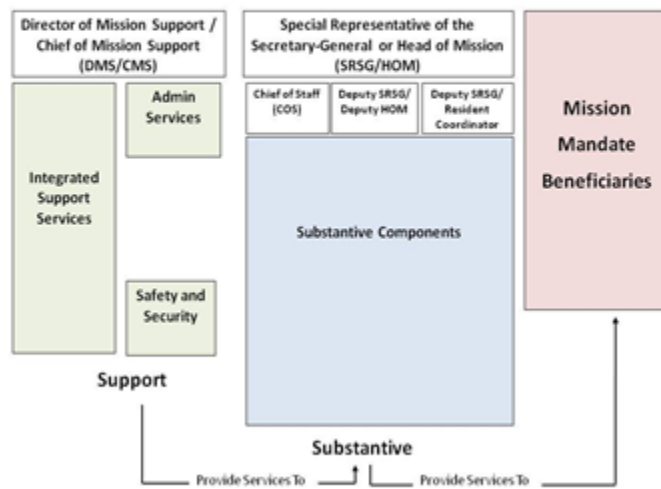 Director of Mission Support /
Chief of Mission Support
(DMS/CMS)
Special Representative of the
Secretary-General or Head of Mission
(SRSG/HOM)
Chief of Staff
(COS)
Deputy SRSG/
Deputy HOM
Deputy SRSG/
Resident
Coordinator
Admin
Services
Integrated
Support
Services
Safety and
Security
Substantive Components
Mission
Mandate
Beneficiaries
Support
Substantive
Provide Services To
Provide Services To